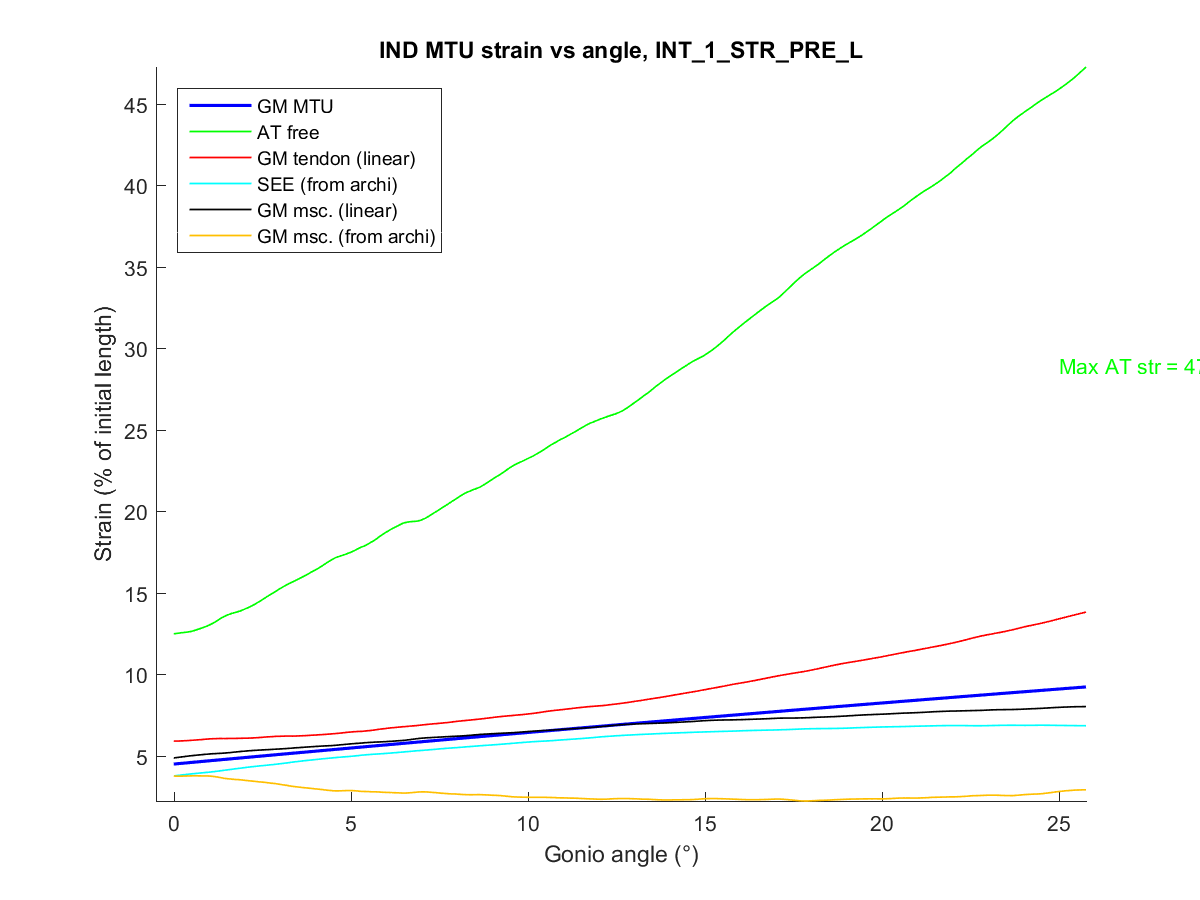 IND MTU strain vs angle, INT_1_STR_PRE_L
GM MTU
AT free
GM tendon (linear)
SEE (from archi)
GM msc. (linear)
GM msc. (from archi)
45
40
35
30
25
20
15
10
5
Strain (% of initial length)
Max AT str = 47
0
5
10
15
20
25
Gonio angle (°)